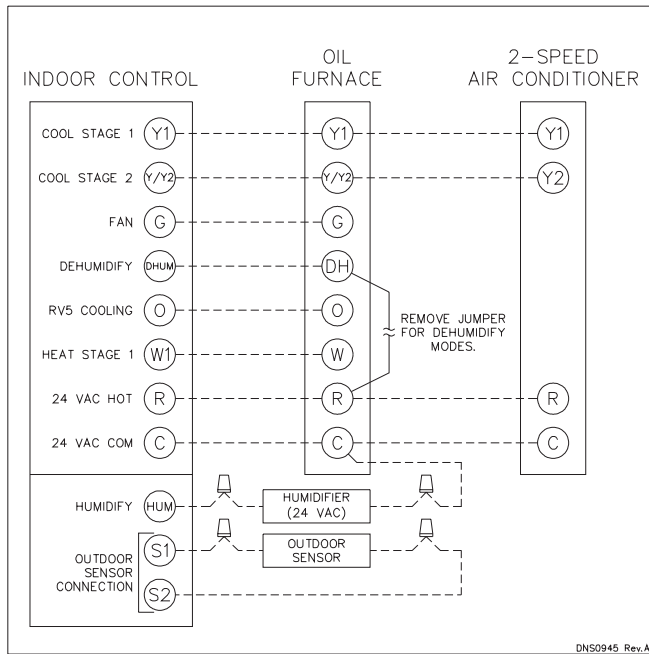 INDOOR CONTROL
OIL
FURNACE
2-SPEED
AIR CONDITIONER
COOL STAGE 1 Y1 Y1 Y1
COOL STAGE 2 Y/Y2 Y/Y2 Y2
FAN G G
DEHUMIDIFY DHUM DH
RV5 COOLING O O
REMOVE JUMPER
FOR DEHUMIDIFY
MODES.
HEAT STAGE 1 W1 W
24 VAC HOT R R R
24 VAC COM C C C
HUMIDIFY HUM
HUMIDIFIER
(24 VAC)
S1
OUTDOOR
SENSOR
OUTDOOR
SENSOR
CONNECTION
S2
DNS0945 Rev.A